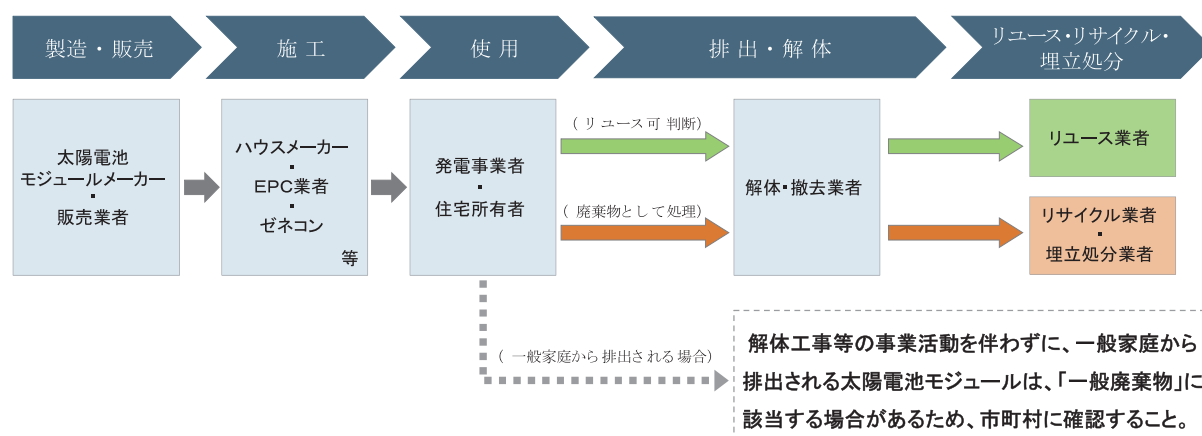 製造・販売
施工
使用
排出・解体
リユース・リサイクル・
埋立処分
太陽電池
モジュールメーカー
・
販売業者
ハウスメーカー
・
EPC業者
・
ゼネコン
等
発電事業者
・
住宅所有者
(リユース可判断)
(廃棄物として処理)
解体・撤去業者
リユース業者
リサイクル業者
・
埋立処分業者
(一般家庭から排出される場合)
解体工事等の事業活動を伴わずに、一般家庭から
排出される太陽電池モジュールは、「一般廃棄物」に
該当する場合があるため、市町村に確認すること。